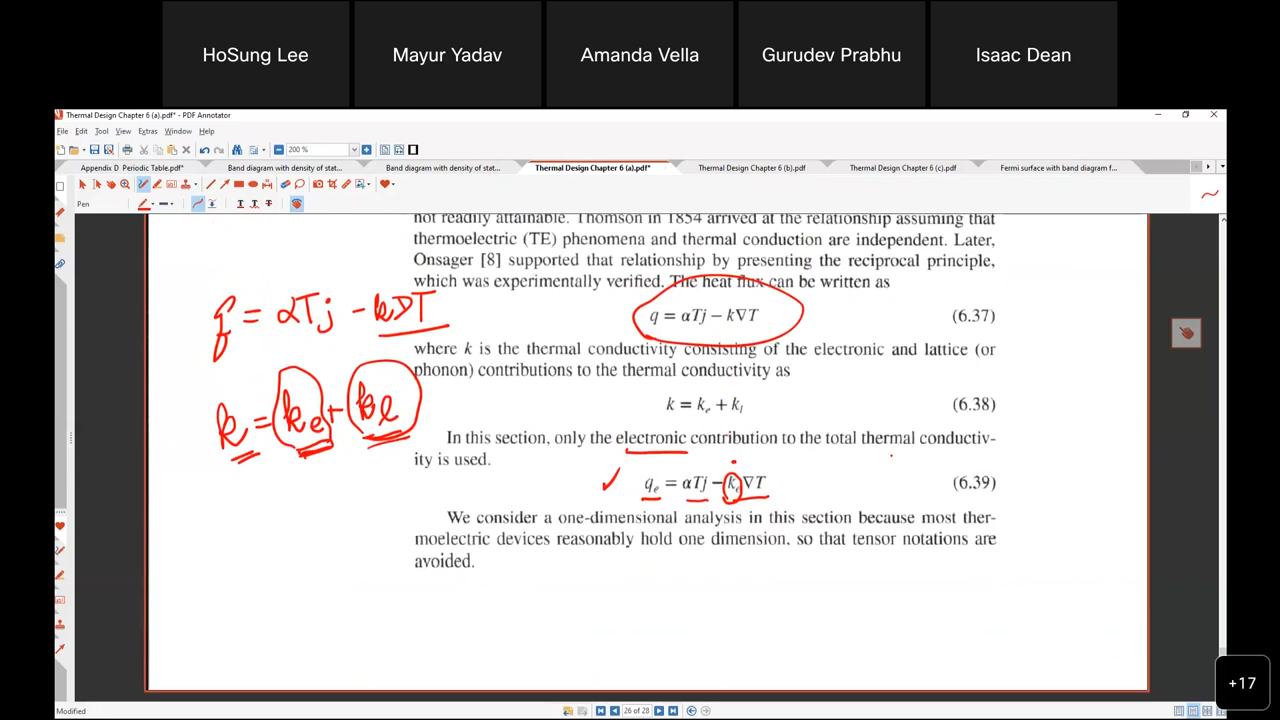 HoSung Lee
Mayur Yadav
Amanda Vella
Gurudev Prabhu
Isaac Dean
Thermal Design Chapter 6 (a).pdf* - PDF Annotator
File Edit Tool View Extras Window Help
200 %
Appendix D Periodic Table.pdf*
Band diagram with density of stat...
Band diagram with density of stat...
Thermal Design Chapter 6 (a).pdf*
Thermal Design Chapter 6 (b).pdf
Thermal Design Chapter 6 (c).pdf
Fermi surface with band diagram f...
Pen
not readily attainable. Thomson in 1854 arrived at the relationship assuming that
thermoelectric (TE) phenomena and thermal conduction are independent. Later,
Onsager [8] supported that relationship by presenting the reciprocal principle,
which was experimentally verified. The heat flux can be written as
q = αTj − k∇T
q = αTj − k∇T (6.37)
where k is the thermal conductivity consisting of the electronic and lattice (or
phonon) contributions to the thermal conductivity as
k = ke + kl
k = ke + kl (6.38)
In this section, only the electronic contribution to the total thermal conductiv-
ity is used.
qe = αTj − ke∇T (6.39)
We consider a one-dimensional analysis in this section because most ther-
moelectric devices reasonably hold one dimension, so that tensor notations are
avoided.
+17
Modified
26 of 28